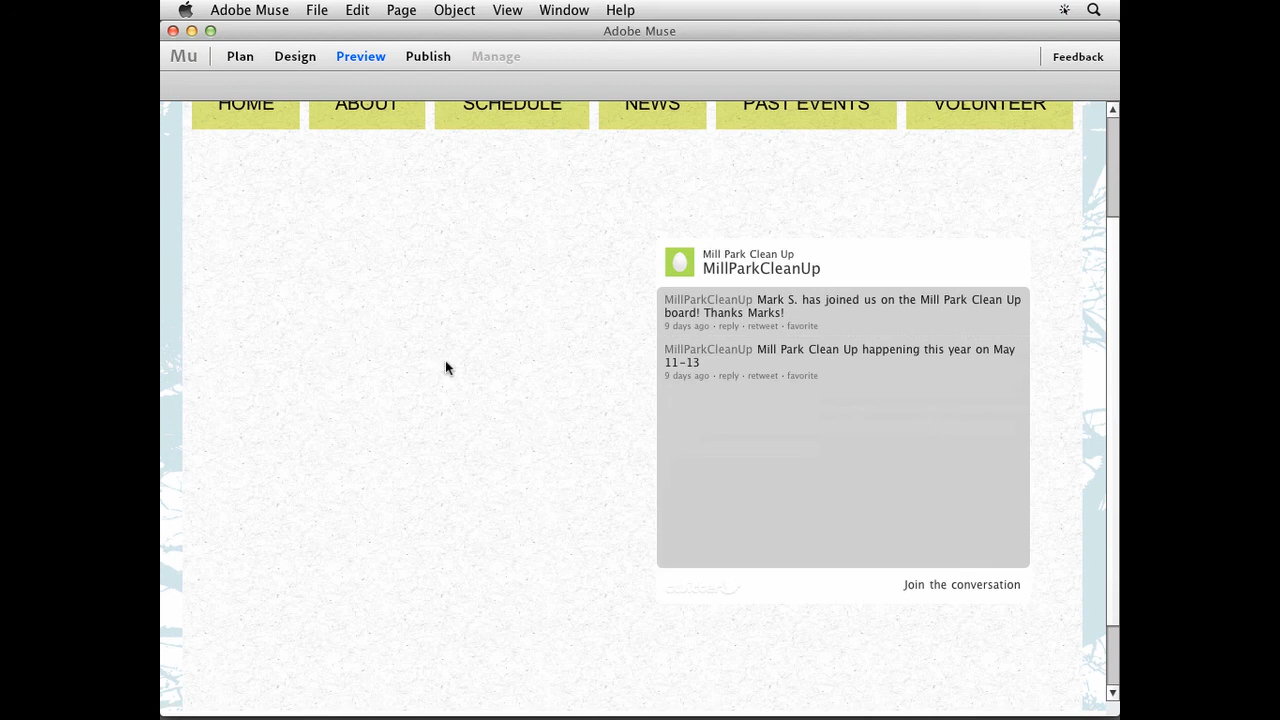 Adobe Muse File Edit Page Object View Window Help
Adobe Muse
Mu Plan Design Preview Publish Manage Feedback
HOME ABOUT SCHEDULE NEWS PAST EVENTS VOLUNTEER
Mill Park Clean Up
MillParkCleanUp
MillParkCleanUp Mark S. has joined us on the Mill Park Clean Up
board! Thanks Marks!
9 days ago · reply · retweet · favorite
MillParkCleanUp Mill Park Clean Up happening this year on May
11-13
9 days ago · reply · retweet · favorite
twitter Join the conversation